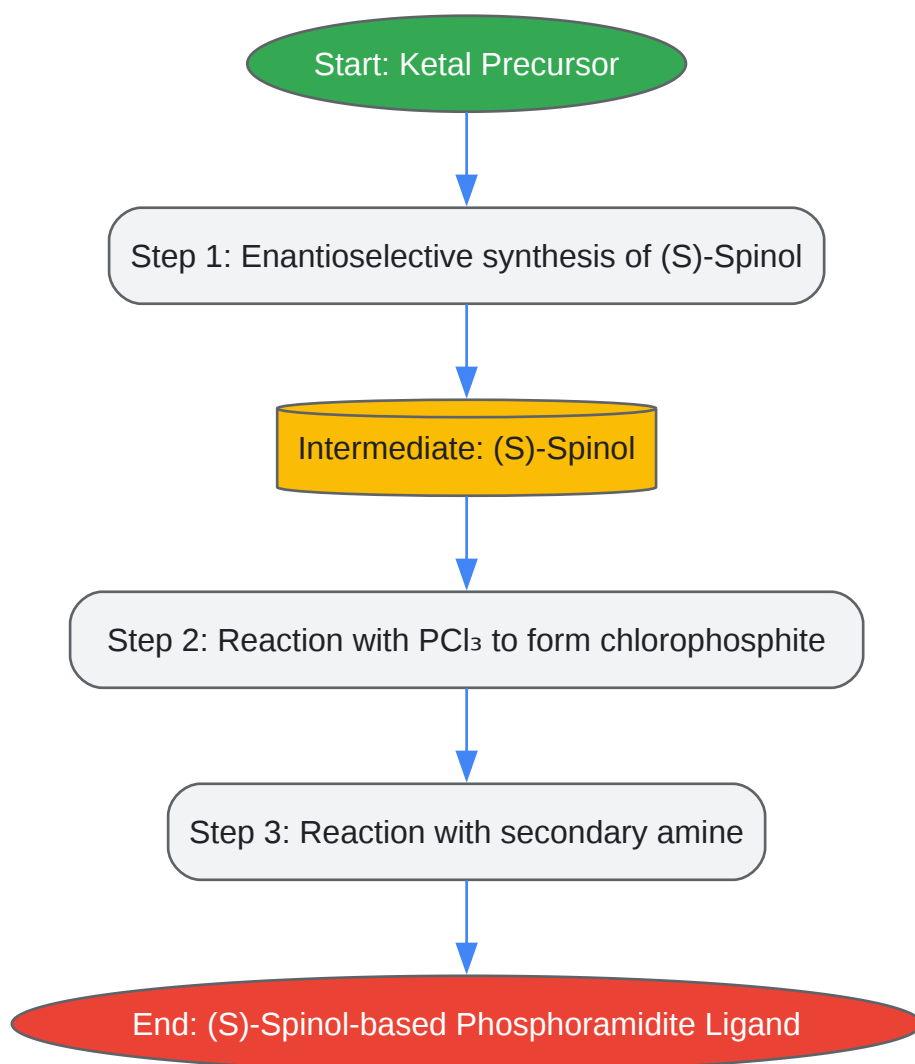 Start: Ketal Precursor
Step 1: Enantioselective synthesis of (S)-Spinol
Intermediate: (S)-Spinol
Step 2: Reaction with PCl₃ to form chlorophosphite
Step 3: Reaction with secondary amine
End: (S)-Spinol-based Phosphoramidite Ligand